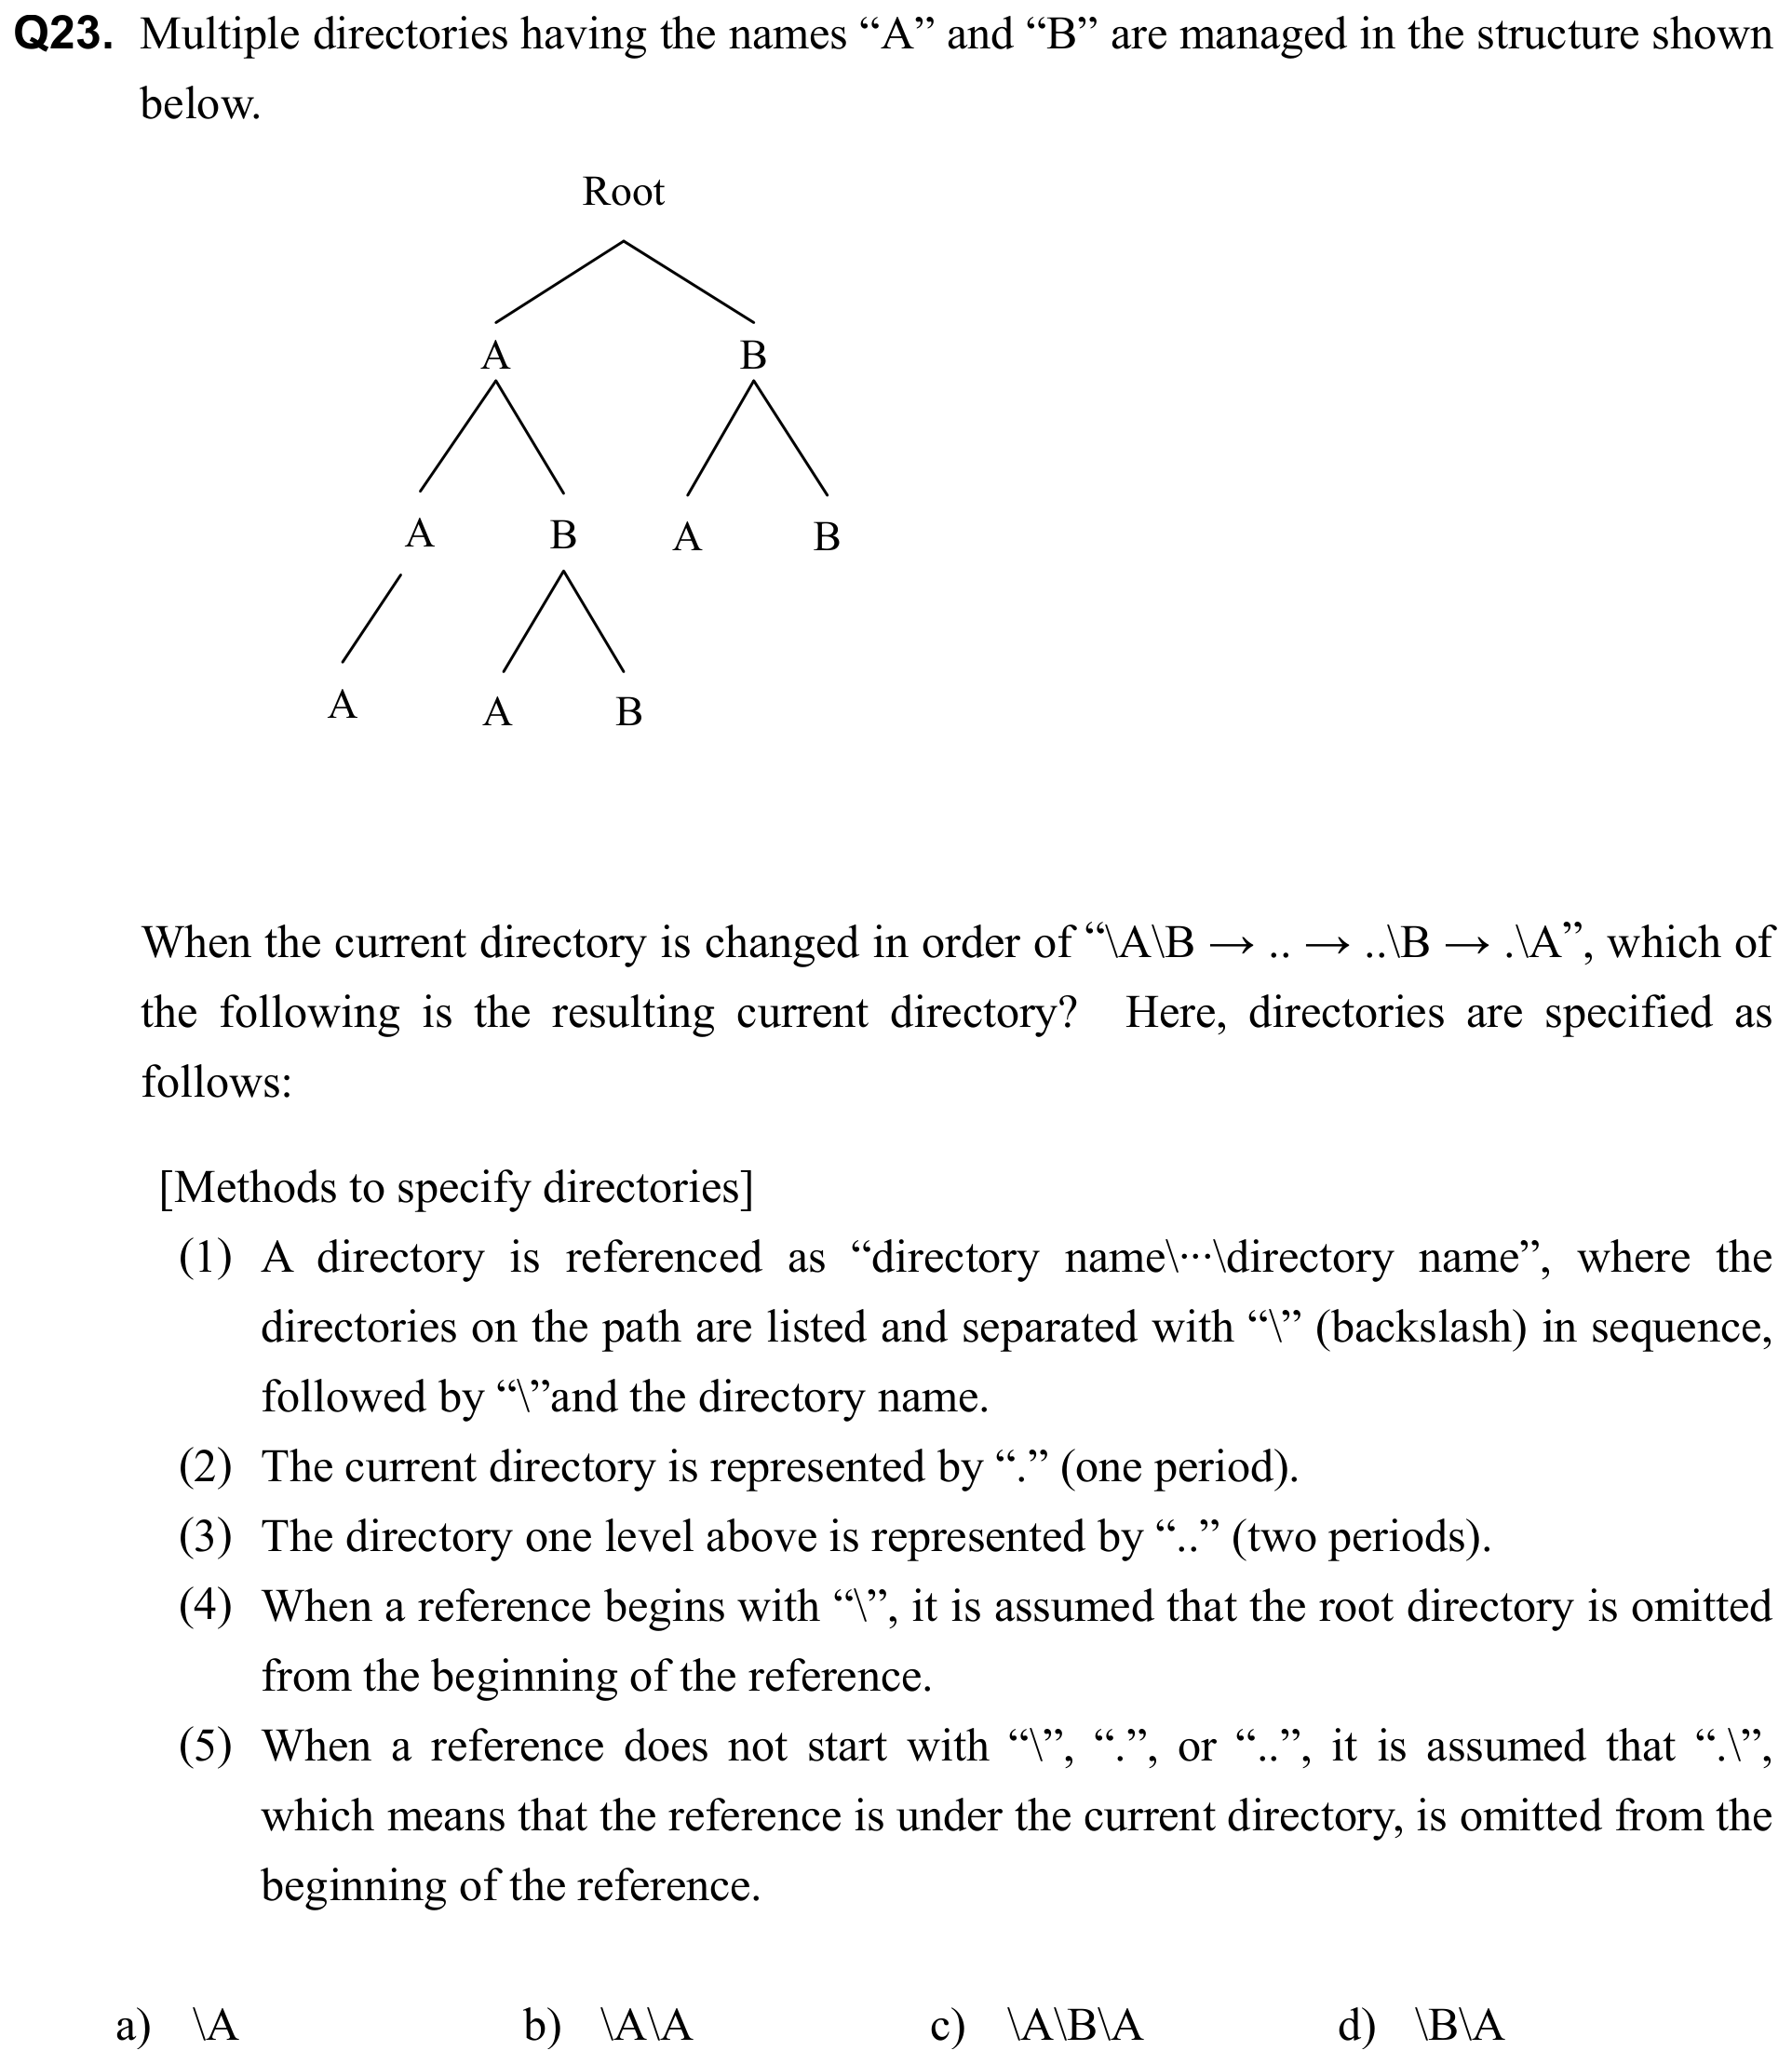 Q23. Multiple directories having the names “A” and “B” are managed in the structure shown
below.
Root
A B
A B A B
A A B
When the current directory is changed in order of “\A\B → .. → ..\B → .\A”, which of
the following is the resulting current directory? Here, directories are specified as
follows:
[Methods to specify directories]
(1) A directory is referenced as “directory name\···\directory name”, where the
directories on the path are listed and separated with “\” (backslash) in sequence,
followed by “\”and the directory name.
(2) The current directory is represented by “.” (one period).
(3) The directory one level above is represented by “..” (two periods).
(4) When a reference begins with “\”, it is assumed that the root directory is omitted
from the beginning of the reference.
(5) When a reference does not start with “\”, “.”, or “..”, it is assumed that “.\”,
which means that the reference is under the current directory, is omitted from the
beginning of the reference.
a) \A b) \A\A c) \A\B\A d) \B\A